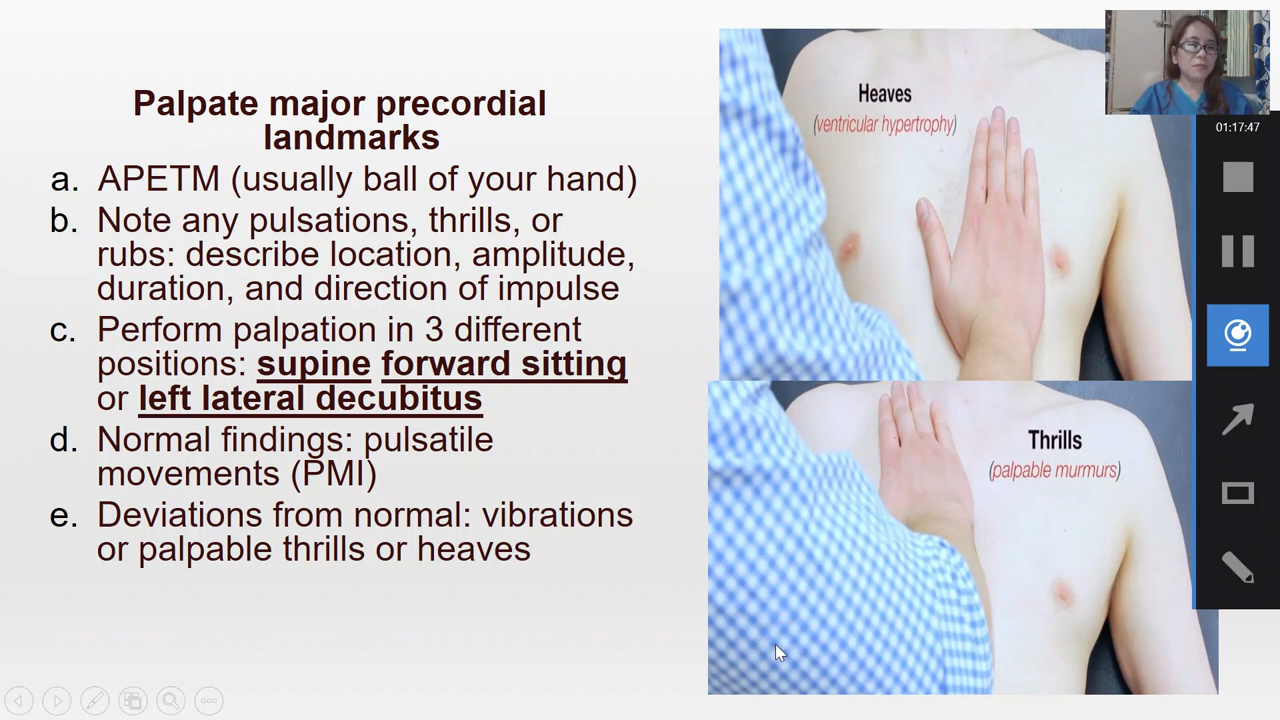 Palpate major precordial
landmarks
a. APETM (usually ball of your hand)
b. Note any pulsations, thrills, or
rubs: describe location, amplitude,
duration, and direction of impulse
c. Perform palpation in 3 different
positions: supine forward sitting
or left lateral decubitus
d. Normal findings: pulsatile
movements (PMI)
e. Deviations from normal: vibrations
or palpable thrills or heaves
Heaves
(ventricular hypertrophy)
Thrills
(palpable murmurs)
01:17:47